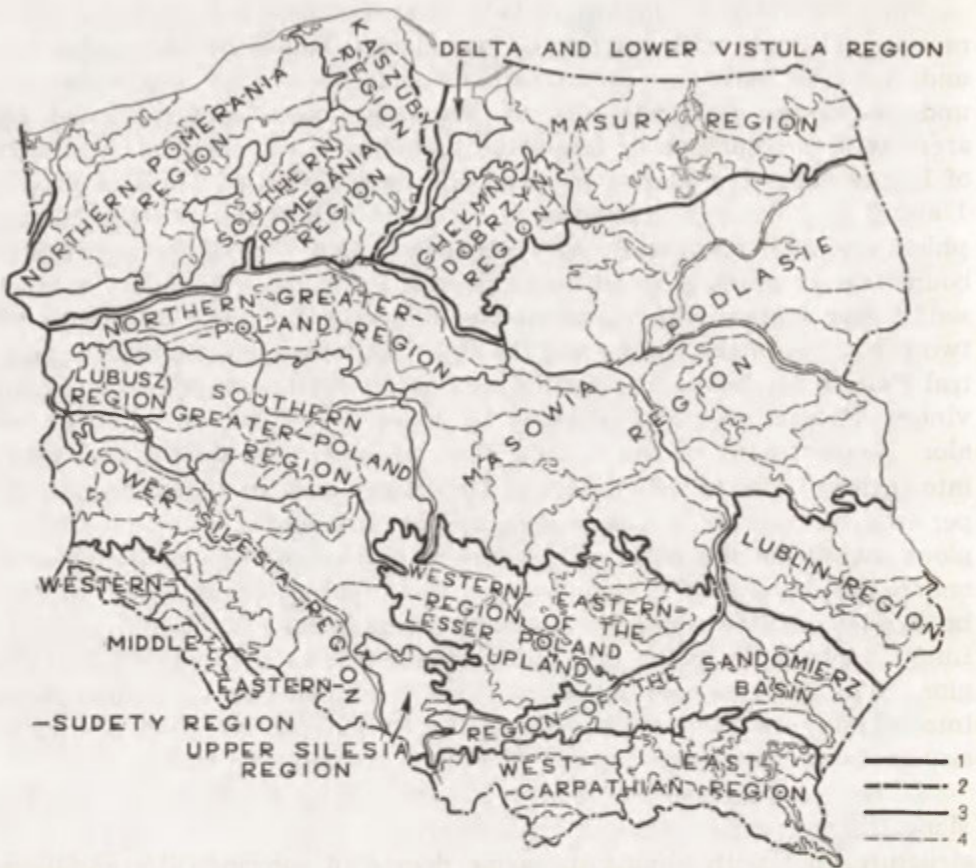 DELTA AND LOWER VISTULA REGION
KASZUBY
REGION
NORTHERN POMERANIA
REGION
SOUTHERN
POMERANIA
REGION
MASURY REGION
CHEŁMNO
DOBRZYŃ
REGION
NORTHERN-GREATER-
-POLAND REGION
PODLASIE
REGION
LUBUSZ
REGION
SOUTHERN
GREATER-POLAND
REGION
MASOWIA
REGION
LOWER SILESIA REGION
LUBLIN REGION
WESTERN-
-REGION OF THE
LESSER POLAND
UPLANDS
EASTERN-
WESTERN-
MIDDLE-
EASTERN-
-SUDETY REGION
UPPER SILESIA
REGION
REGION OF THE SANDOMIERZ
BASIN
WEST- EAST-
-CARPATHIAN REGION
1
2
3
4